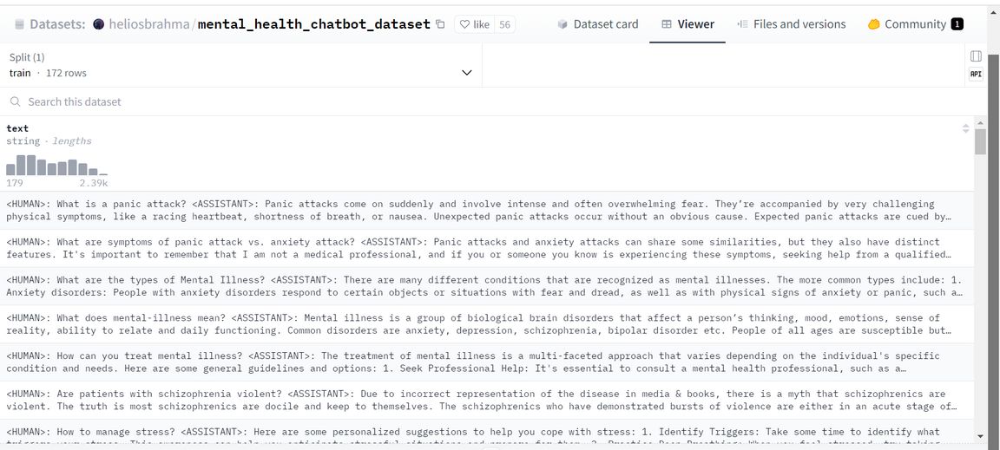 Datasets: heliosbrahma/mental_health_chatbot_dataset like 56 Dataset card Viewer Files and versions Community 1
Split (1)
train · 172 rows
API
Search this dataset
text
string · lengths
179 2.39k
<HUMAN>: What is a panic attack? <ASSISTANT>: Panic attacks come on suddenly and involve intense and often overwhelming fear. They’re accompanied by very challenging
physical symptoms, like a racing heartbeat, shortness of breath, or nausea. Unexpected panic attacks occur without an obvious cause. Expected panic attacks are cued by…
<HUMAN>: What are symptoms of panic attack vs. anxiety attack? <ASSISTANT>: Panic attacks and anxiety attacks can share some similarities, but they also have distinct
features. It's important to remember that I am not a medical professional, and if you or someone you know is experiencing these symptoms, seeking help from a qualified…
<HUMAN>: What are the types of Mental Illness? <ASSISTANT>: There are many different conditions that are recognized as mental illnesses. The more common types include: 1.
Anxiety disorders: People with anxiety disorders respond to certain objects or situations with fear and dread, as well as with physical signs of anxiety or panic, such a…
<HUMAN>: What does mental-illness mean? <ASSISTANT>: Mental illness is a group of biological brain disorders that affect a person’s thinking, mood, emotions, sense of
reality, ability to relate and daily functioning. Common disorders are anxiety, depression, schizophrenia, bipolar disorder etc. People of all ages are susceptible but…
<HUMAN>: How can you treat mental illness? <ASSISTANT>: The treatment of mental illness is a multi-faceted approach that varies depending on the individual's specific
condition and needs. Here are some general guidelines and options: 1. Seek Professional Help: It's essential to consult a mental health professional, such as a…
<HUMAN>: Are patients with schizophrenia violent? <ASSISTANT>: Due to incorrect representation of the disease in media & books, there is a myth that schizophrenics are
violent. The truth is most schizophrenics are docile and keep to themselves. The schizophrenics who have demonstrated bursts of violence are either in an acute stage of…
<HUMAN>: How to manage stress? <ASSISTANT>: Here are some personalized suggestions to help you cope with stress: 1. Identify Triggers: Take some time to identify what